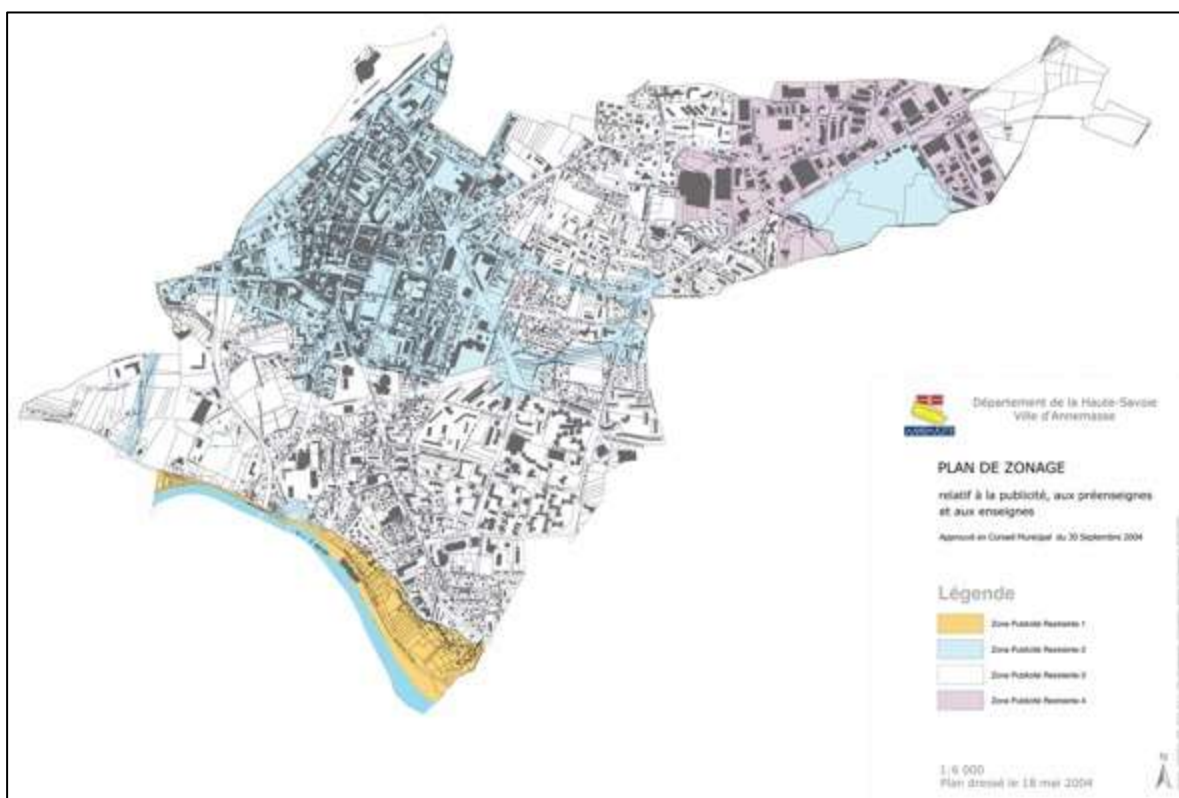 Département de la Haute-Savoie
Ville d'Annemasse
PLAN DE ZONAGE
relatif à la publicité, aux préenseignes
et aux enseignes
Approuvé en Conseil Municipal du 30 Septembre 2004
Légende
Zone Publicité Restreinte 1
Zone Publicité Restreinte 2
Zone Publicité Restreinte 3
Zone Publicité Restreinte 4
N
1:6 000
Plan dressé le 18 mai 2004